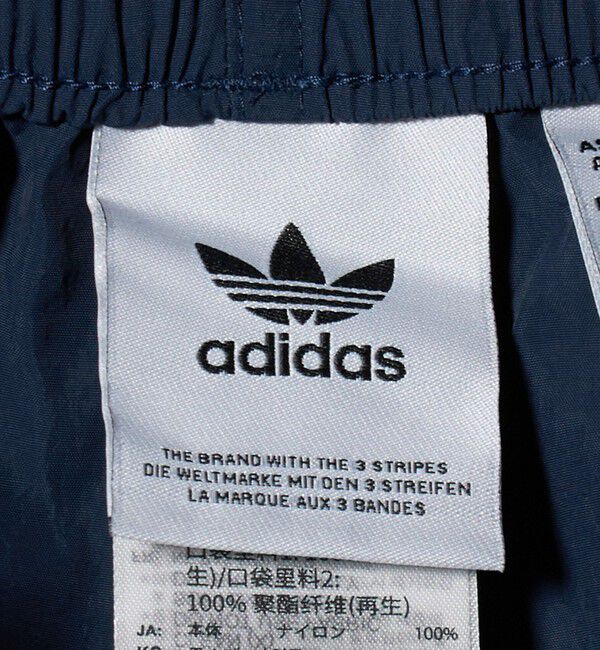 adidas
THE BRAND WITH THE 3 STRIPES
DIE WELTMARKE MIT DEN 3 STREIFEN
LA MARQUE AUX 3 BANDES
生)/口袋里料2:
100% 聚酯纤维(再生)
JA: 本体 ナイロン 100%